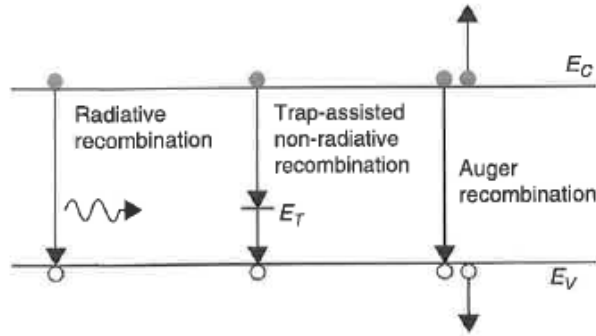 E_C
Radiative
recombination
Trap-assisted
non-radiative
recombination
Auger
recombination
E_T
E_V